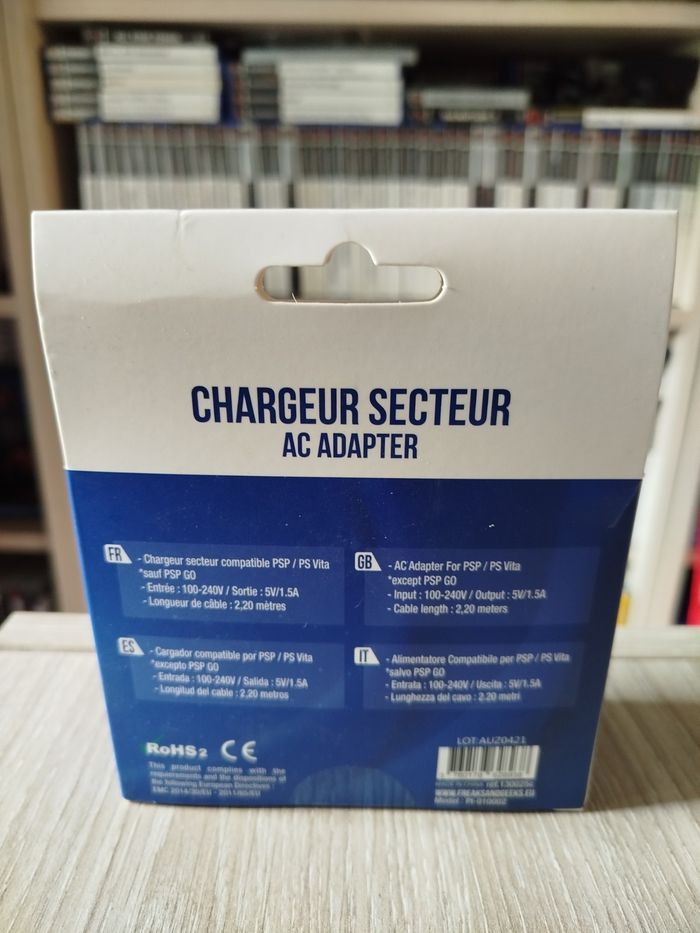 CHARGEUR SECTEUR
AC ADAPTER
FR
- Chargeur secteur compatible PSP / PS Vita
*sauf PSP GO
- Entrée : 100-240V / Sortie : 5V/1.5A
- Longueur de câble : 2,20 mètres
GB
- AC Adapter For PSP / PS Vita
*except PSP GO
- Input : 100-240V / Output : 5V/1.5A
- Cable length : 2,20 meters
ES
- Cargador compatible por PSP / PS Vita
*excepto PSP GO
- Entrada : 100-240V / Salida : 5V/1.5A
- Longitud del cable : 2,20 metros
IT
- Alimentatore Compatibile por PSP / PS Vita
*salvo PSP GO
- Entrata : 100-240V / Uscita : 5V/1.5A
- Lunghezza del cavo : 2.20 metri
RoHS2 CE
This product complies with the
requirements and the dispositions of
the following European Directives :
EMC 2014/30/EU - 2011/65/EU
LOT:AUZ0421
MADE IN CHINA
WWW.FREAKSANDGEEKS.EU